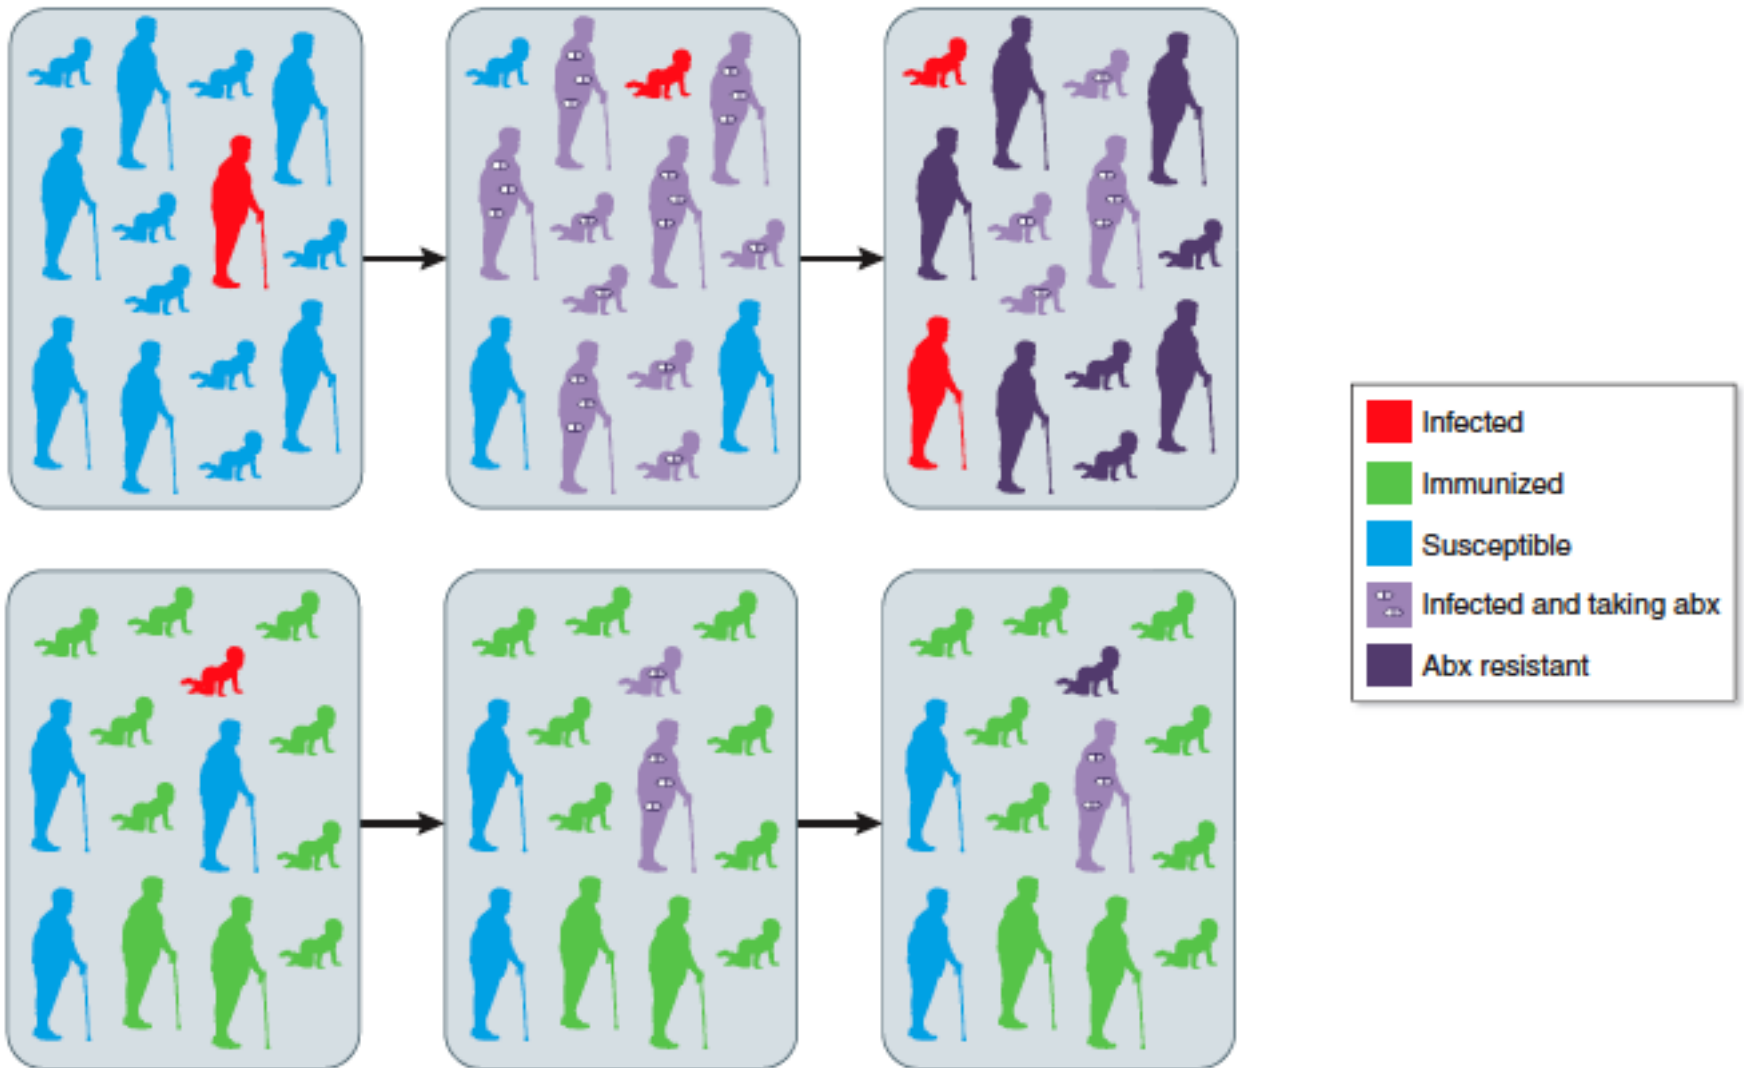 Infected
Immunized
Susceptible
Infected and taking abx
Abx resistant